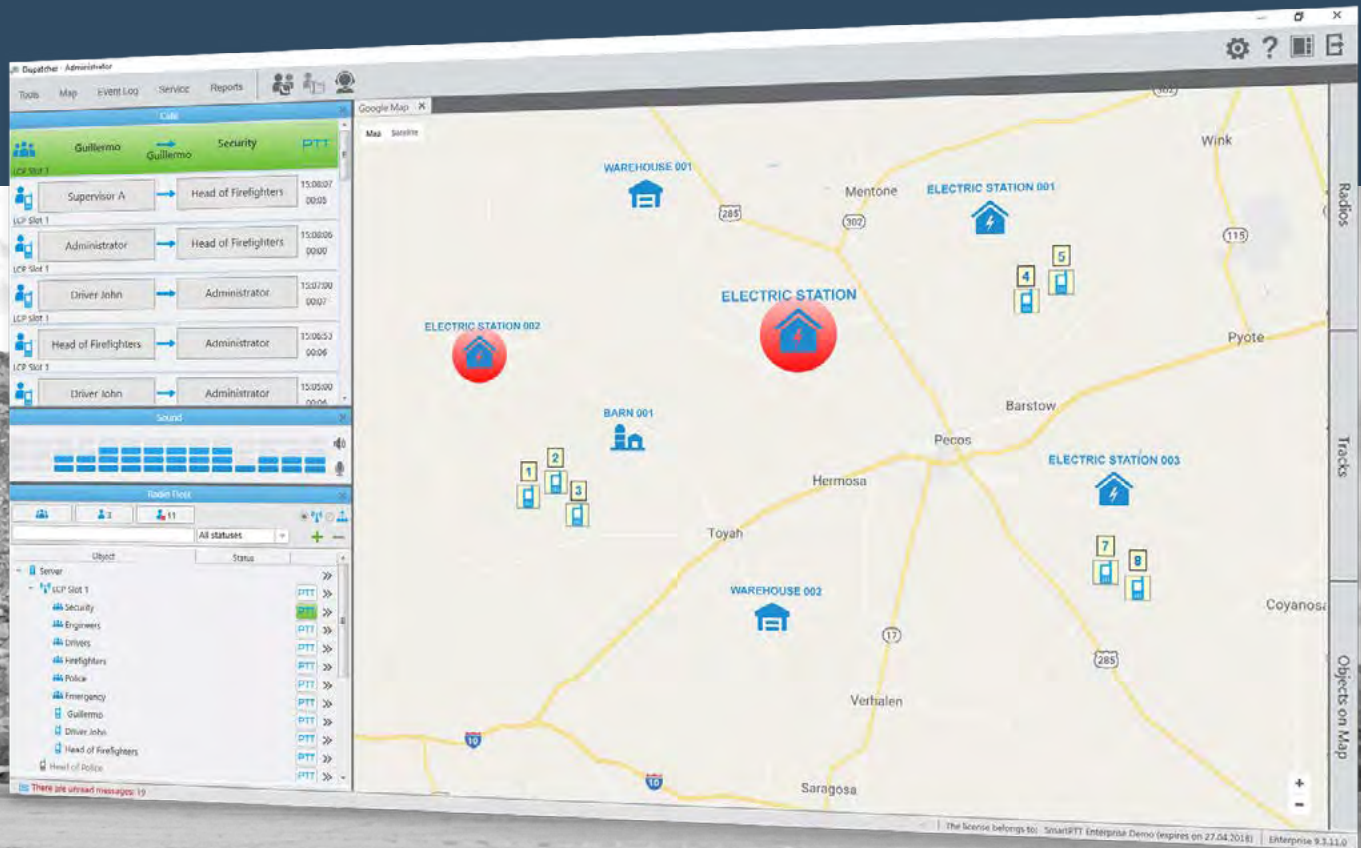 Dispatcher - Administrator
Tools Map Event Log Service Reports
Calls
Guillermo Guillermo Security PTT
LCP Slot 1
Supervisor A Head of Firefighters 15:08:07
00:05
LCP Slot 1
Administrator Head of Firefighters 15:08:06
00:00
LCP Slot 1
Driver John Administrator 15:07:00
00:07
LCP Slot 1
Head of Firefighters Administrator 15:06:53
00:06
LCP Slot 1
Driver John Administrator 15:05:00
00:06
Sound
Radio Fleet
3 11
All statuses
Object Status
Server
LCP Slot 1 PTT
Security PTT
Engineers PTT
Drivers PTT
Firefighters PTT
Police PTT
Emergency PTT
Guillermo PTT
Driver John PTT
Head of Firefighters PTT
Head of Police PTT
There are unread messages: 19
Google Map
Map Satellite
302
Wink
WAREHOUSE 001
Mentone
ELECTRIC STATION 001
285
302
115
5
4
ELECTRIC STATION
ELECTRIC STATION 002
Pyote
Barstow
BARN 001
Pecos
ELECTRIC STATION 003
2
1
3
Hermosa
Toyah
7
8
WAREHOUSE 002
Coyanosa
17
285
Verhalen
10
10
Saragosa
Radios
Tracks
Objects on Map
The license belongs to: SmartPTT Enterprise Demo (expires on 27.04.2018) Enterprise 9.3.11.0